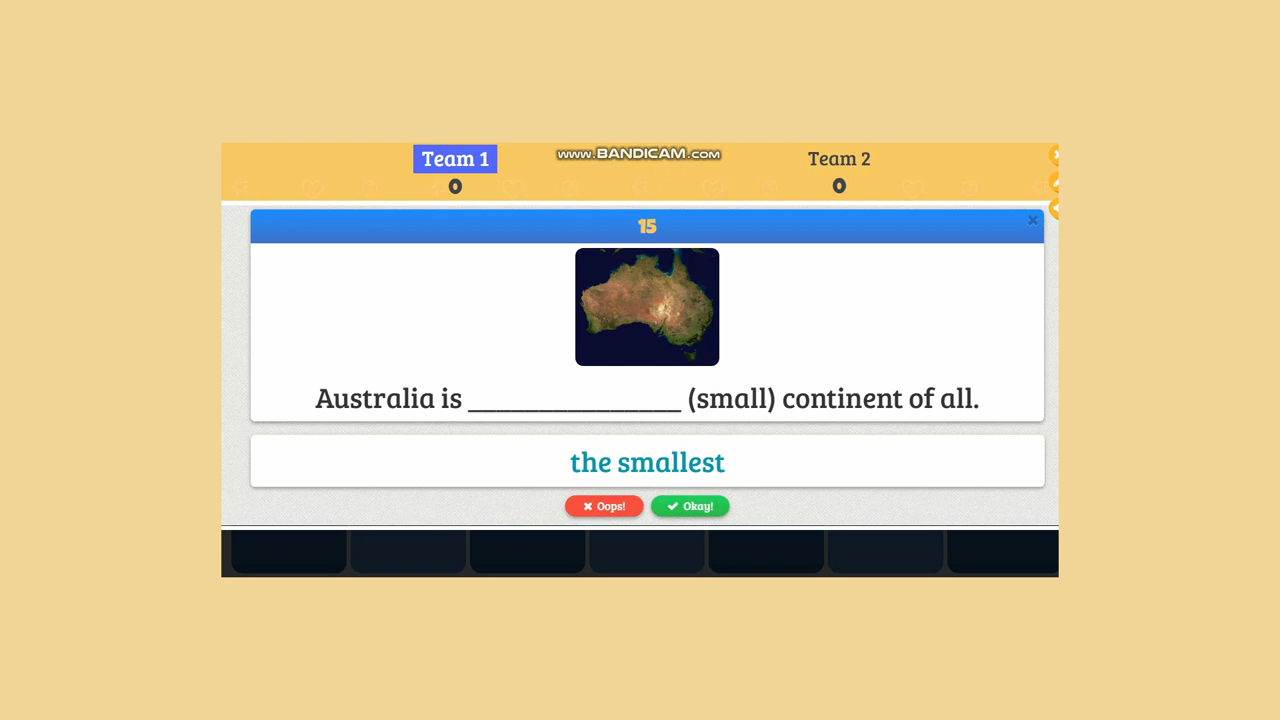 Team 1
www.BANDICAM.com
Team 2
0
0
15
Australia is _______________ (small) continent of all.
the smallest
Oops!
Okay!